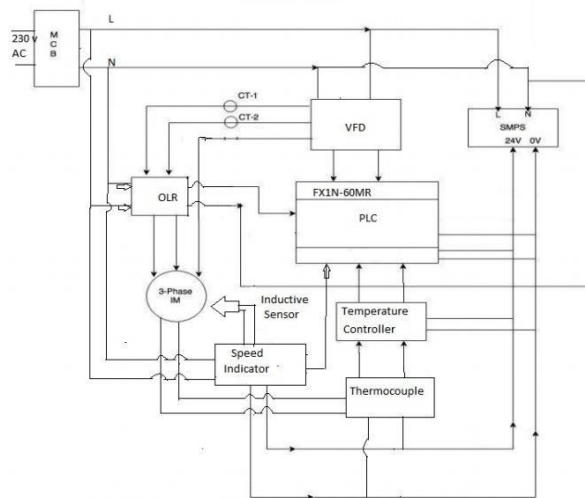 L
230 v
AC
M
C
B
N
CT-1
CT-2
VFD
L N
SMPS
24V 0V
OLR
FX1N-60MR
PLC
3-Phase
IM
Inductive
Sensor
Temperature
Controller
Speed
Indicator
Thermocouple